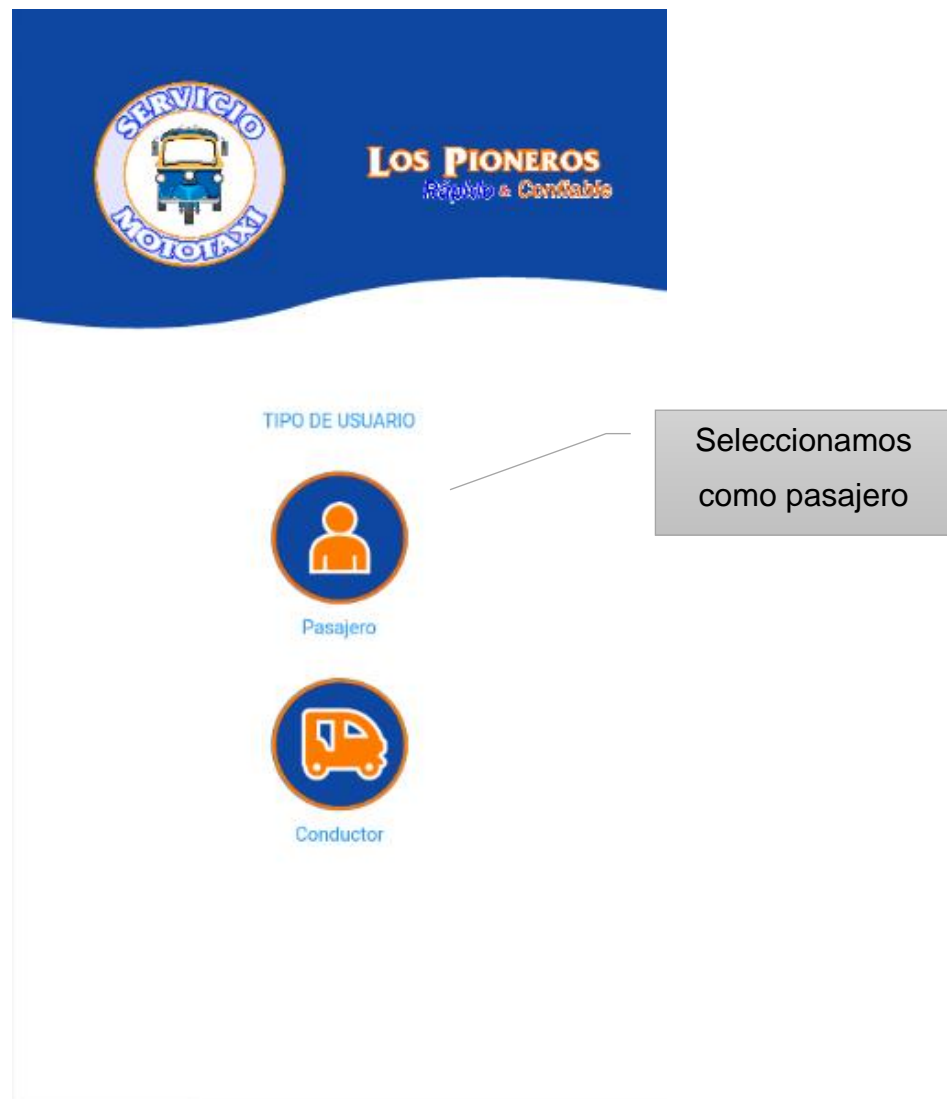 SERVICIO
MOTOTAXI
LOS PIONEROS
Rápido & Confiable
TIPO DE USUARIO
Seleccionamos
como pasajero
Pasajero
Conductor